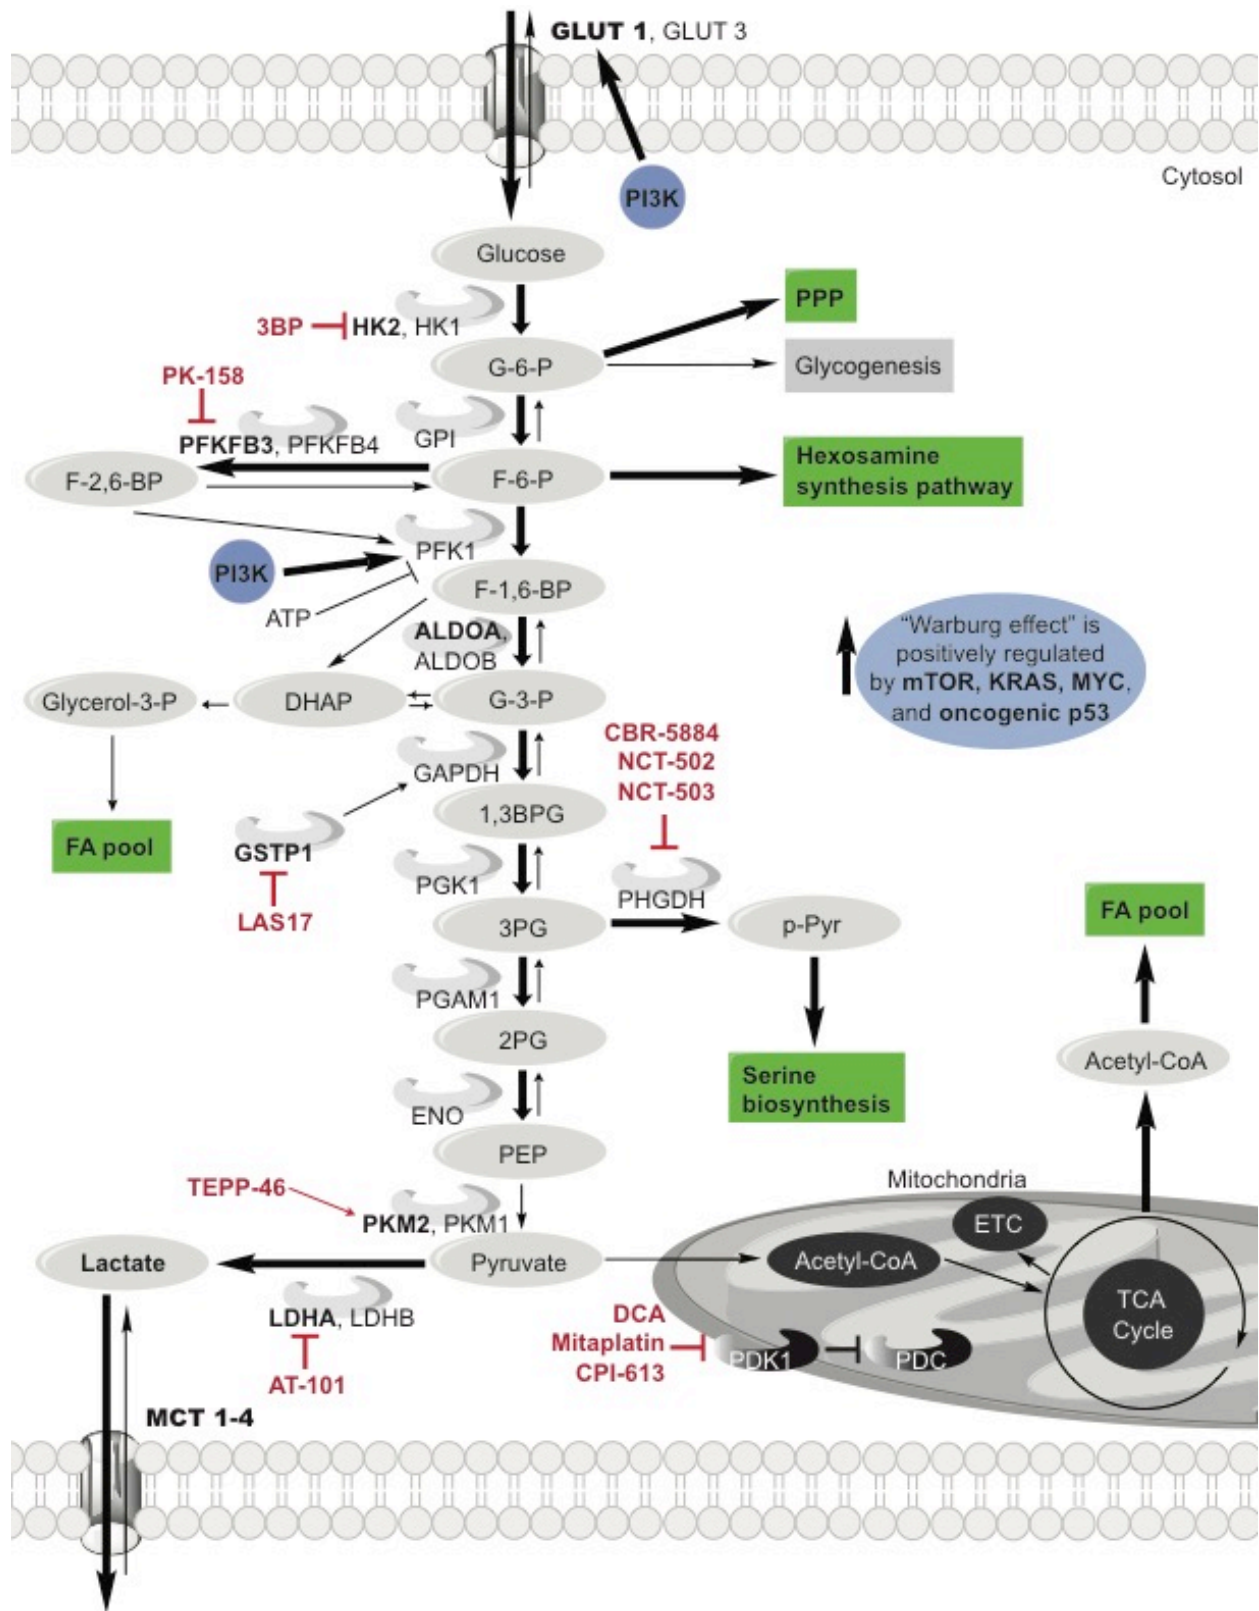 GLUT 1, GLUT 3
Cytosol
PI3K
Glucose
3BP
HK2, HK1
PPP
G-6-P
Glycogenesis
PK-158
PFKFB3, PFKFB4
GPI
F-2,6-BP
F-6-P
Hexosamine
synthesis pathway
PFK1
PI3K
ATP
F-1,6-BP
ALDOA,
ALDOB
"Warburg effect" is
positively regulated
by mTOR, KRAS, MYC,
and oncogenic p53
Glycerol-3-P
DHAP
G-3-P
CBR-5884
NCT-502
NCT-503
GAPDH
1,3BPG
FA pool
GSTP1
LAS17
PGK1
PHGDH
3PG
p-Pyr
FA pool
PGAM1
2PG
Serine
biosynthesis
Acetyl-CoA
ENO
PEP
TEPP-46
PKM2, PKM1
Mitochondria
ETC
Lactate
Pyruvate
Acetyl-CoA
TCA
Cycle
LDHA, LDHB
AT-101
DCA
Mitaplatin
CPI-613
PDK1
PDC
MCT 1-4